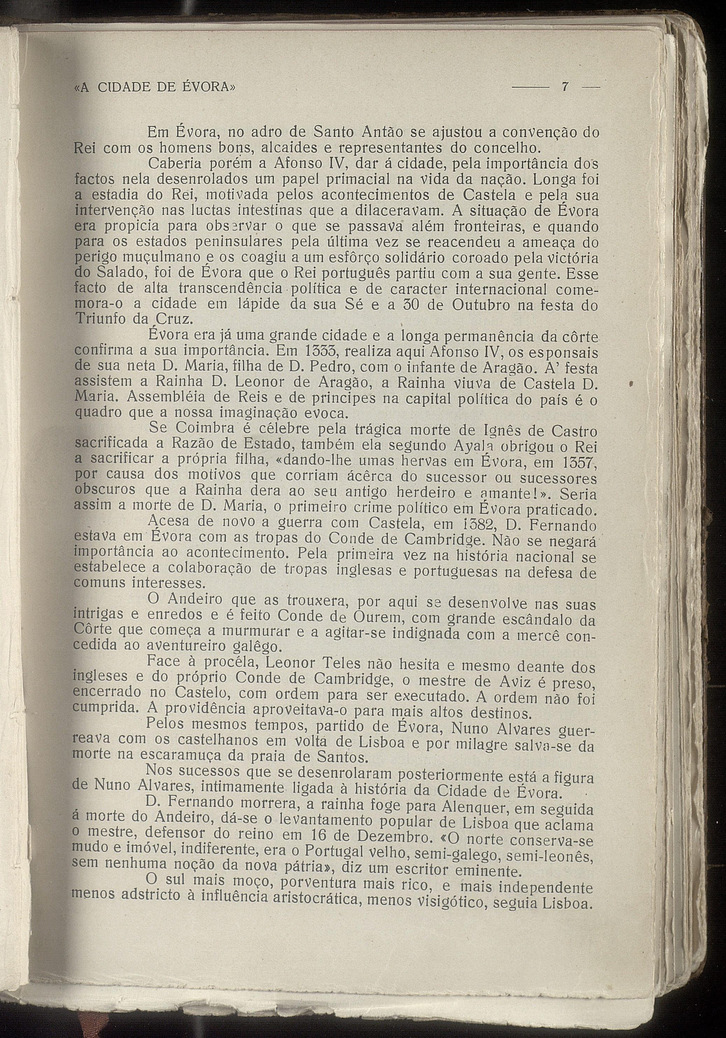 «A CIDADE DE ÉVORA» —— 7 —
Em Évora, no adro de Santo Antão se ajustou a convenção do
Rei com os homens bons, alcaides e representantes do concelho.
Caberia porém a Afonso IV, dar á cidade, pela importância dos
factos nela desenrolados um papel primacial na vida da nação. Longa foi
a estadia do Rei, motivada pelos acontecimentos de Castela e pela sua
intervenção nas luctas intestinas que a dilaceravam. A situação de Évora
era propicia para observar o que se passava além fronteiras, e quando
para os estados peninsulares pela última vez se reacendeu a ameaça do
perigo muçulmano e os coagiu a um esfôrço solidário coroado pela victória
do Salado, foi de Évora que o Rei português partiu com a sua gente. Esse
facto de alta transcendência política e de caracter internacional come-
mora-o a cidade em lápide da sua Sé e a 30 de Outubro na festa do
Triunfo da Cruz.
Évora era já uma grande cidade e a longa permanência da côrte
confirma a sua importância. Em 1333, realiza aqui Afonso IV, os esponsais
de sua neta D. Maria, filha de D. Pedro, com o infante de Aragão. A' festa
assistem a Rainha D. Leonor de Aragão, a Rainha viuva de Castela D.
Maria. Assembléia de Reis e de principes na capital política do país é o
quadro que a nossa imaginação evoca.
Se Coimbra é célebre pela trágica morte de Ignês de Castro
sacrificada a Razão de Estado, também ela segundo Ayala obrigou o Rei
a sacrificar a própria filha, «dando-lhe umas hervas em Évora, em 1357,
por causa dos motivos que corriam ácêrca do sucessor ou sucessores
obscuros que a Rainha dera ao seu antigo herdeiro e amante!». Seria
assim a morte de D. Maria, o primeiro crime político em Évora praticado.
Acesa de novo a guerra com Castela, em 1382, D. Fernando
estava em Évora com as tropas do Conde de Cambridge. Não se negará
importância ao acontecimento. Pela primeira vez na história nacional se
estabelece a colaboração de tropas inglesas e portuguesas na defesa de
comuns interesses.
O Andeiro que as trouxera, por aqui se desenvolve nas suas
intrigas e enredos e é feito Conde de Ourem, com grande escândalo da
Côrte que começa a murmurar e a agitar-se indignada com a mercê con-
cedida ao aventureiro galêgo.
Face à procéla, Leonor Teles não hesita e mesmo deante dos
ingleses e do próprio Conde de Cambridge, o mestre de Aviz é preso,
encerrado no Castelo, com ordem para ser executado. A ordem não foi
cumprida. A providência aproveitava-o para mais altos destinos.
Pelos mesmos tempos, partido de Évora, Nuno Alvares guer-
reava com os castelhanos em volta de Lisboa e por milagre salva-se da
morte na escaramuça da praia de Santos.
Nos sucessos que se desenrolaram posteriormente está a figura
de Nuno Alvares, intimamente ligada à história da Cidade de Évora.
D. Fernando morrera, a rainha foge para Alenquer, em seguida
á morte do Andeiro, dá-se o levantamento popular de Lisboa que aclama
o mestre, defensor do reino em 16 de Dezembro. «O norte conserva-se
mudo e imóvel, indiferente, era o Portugal velho, semi-galego, semi-leonês,
sem nenhuma noção da nova pátria», diz um escritor eminente.
O sul mais moço, porventura mais rico, e mais independente
menos adstricto à influência aristocrática, menos visigótico, seguia Lisboa.